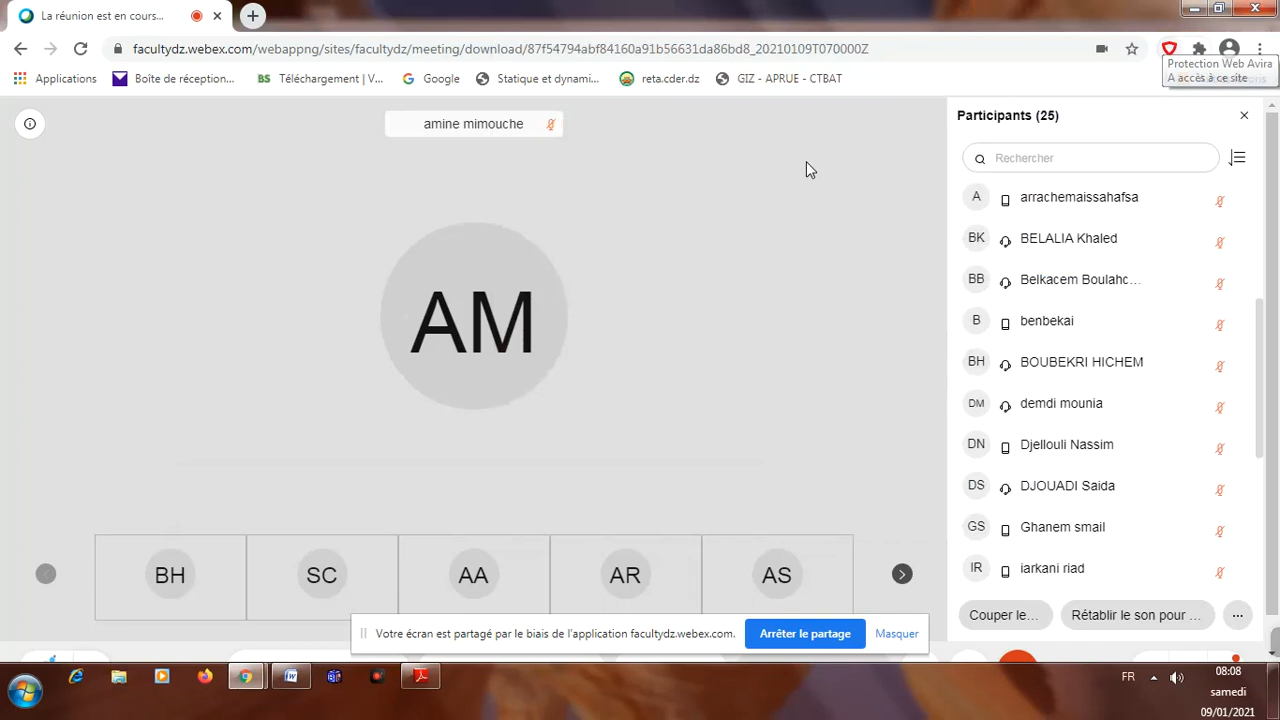 La réunion est en cours...
facultydz.webex.com/webappng/sites/facultydz/meeting/download/87f54794abf84160a91b56631da86bd8_20210109T070000Z
Applications
Boîte de réception...
BS Téléchargement | V...
Google
Statique et dynami...
reta.cder.dz
GIZ - APRUE - CTBAT
Protection Web Avira
A accès à ce site
amine mimouche
AM
BH
SC
AA
AR
AS
Participants (25)
Rechercher
A arrachemaissahafsa
BK BELALIA Khaled
BB Belkacem Boulahc...
B benbekai
BH BOUBEKRI HICHEM
DM demdi mounia
DN Djellouli Nassim
DS DJOUADI Saida
GS Ghanem smail
IR iarkani riad
Couper le...
Rétablir le son pour ...
Votre écran est partagé par le biais de l'application facultydz.webex.com.
Arrêter le partage
Masquer
FR
08:08
samedi
09/01/2021